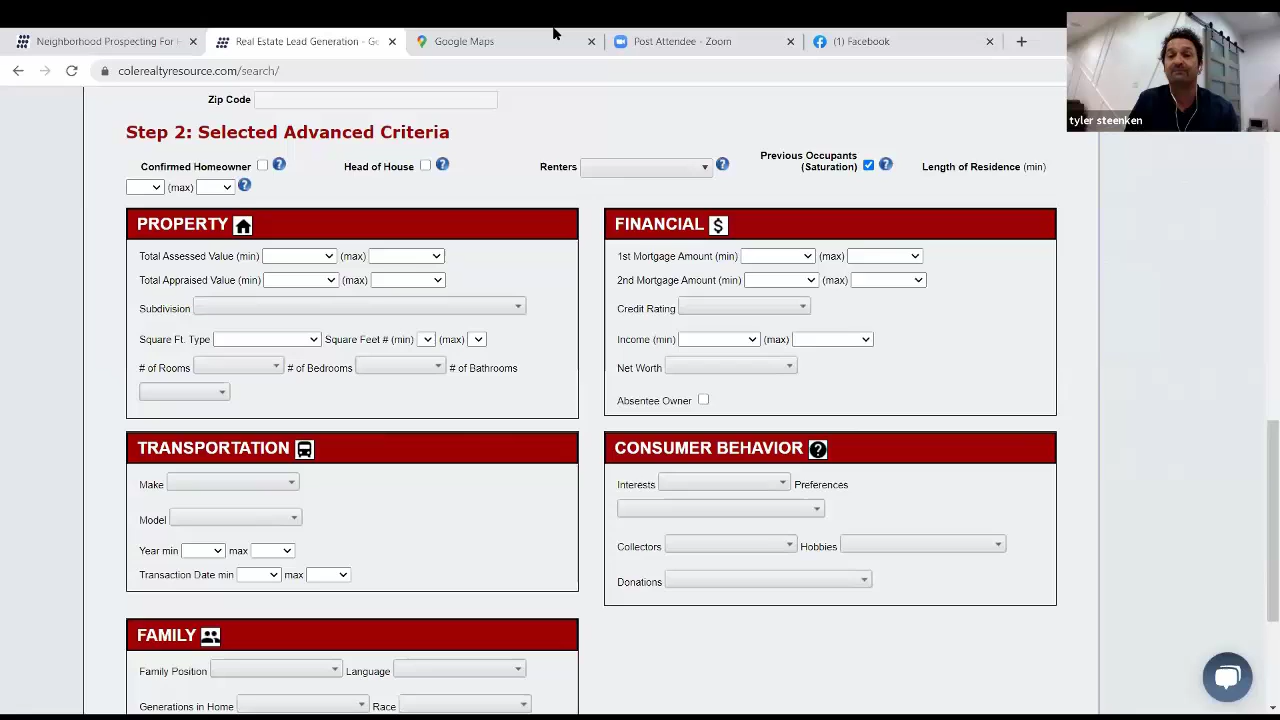 Neighborhood Prospecting For H
Real Estate Lead Generation - Ge
Google Maps
Post Attendee - Zoom
(1) Facebook
colerealtyresource.com/search/
tyler steenken
Zip Code
Step 2: Selected Advanced Criteria
Confirmed Homeowner
Head of House
Renters
Previous Occupants
(Saturation)
Length of Residence (min)
(max)
PROPERTY
Total Assessed Value (min) (max)
Total Appraised Value (min) (max)
Subdivision
Square Ft. Type Square Feet # (min) (max)
# of Rooms # of Bedrooms # of Bathrooms
FINANCIAL $
1st Mortgage Amount (min) (max)
2nd Mortgage Amount (min) (max)
Credit Rating
Income (min) (max)
Net Worth
Absentee Owner
TRANSPORTATION
Make
Model
Year min max
Transaction Date min max
CONSUMER BEHAVIOR ?
Interests Preferences
Collectors Hobbies
Donations
FAMILY
Family Position Language
Generations in Home Race